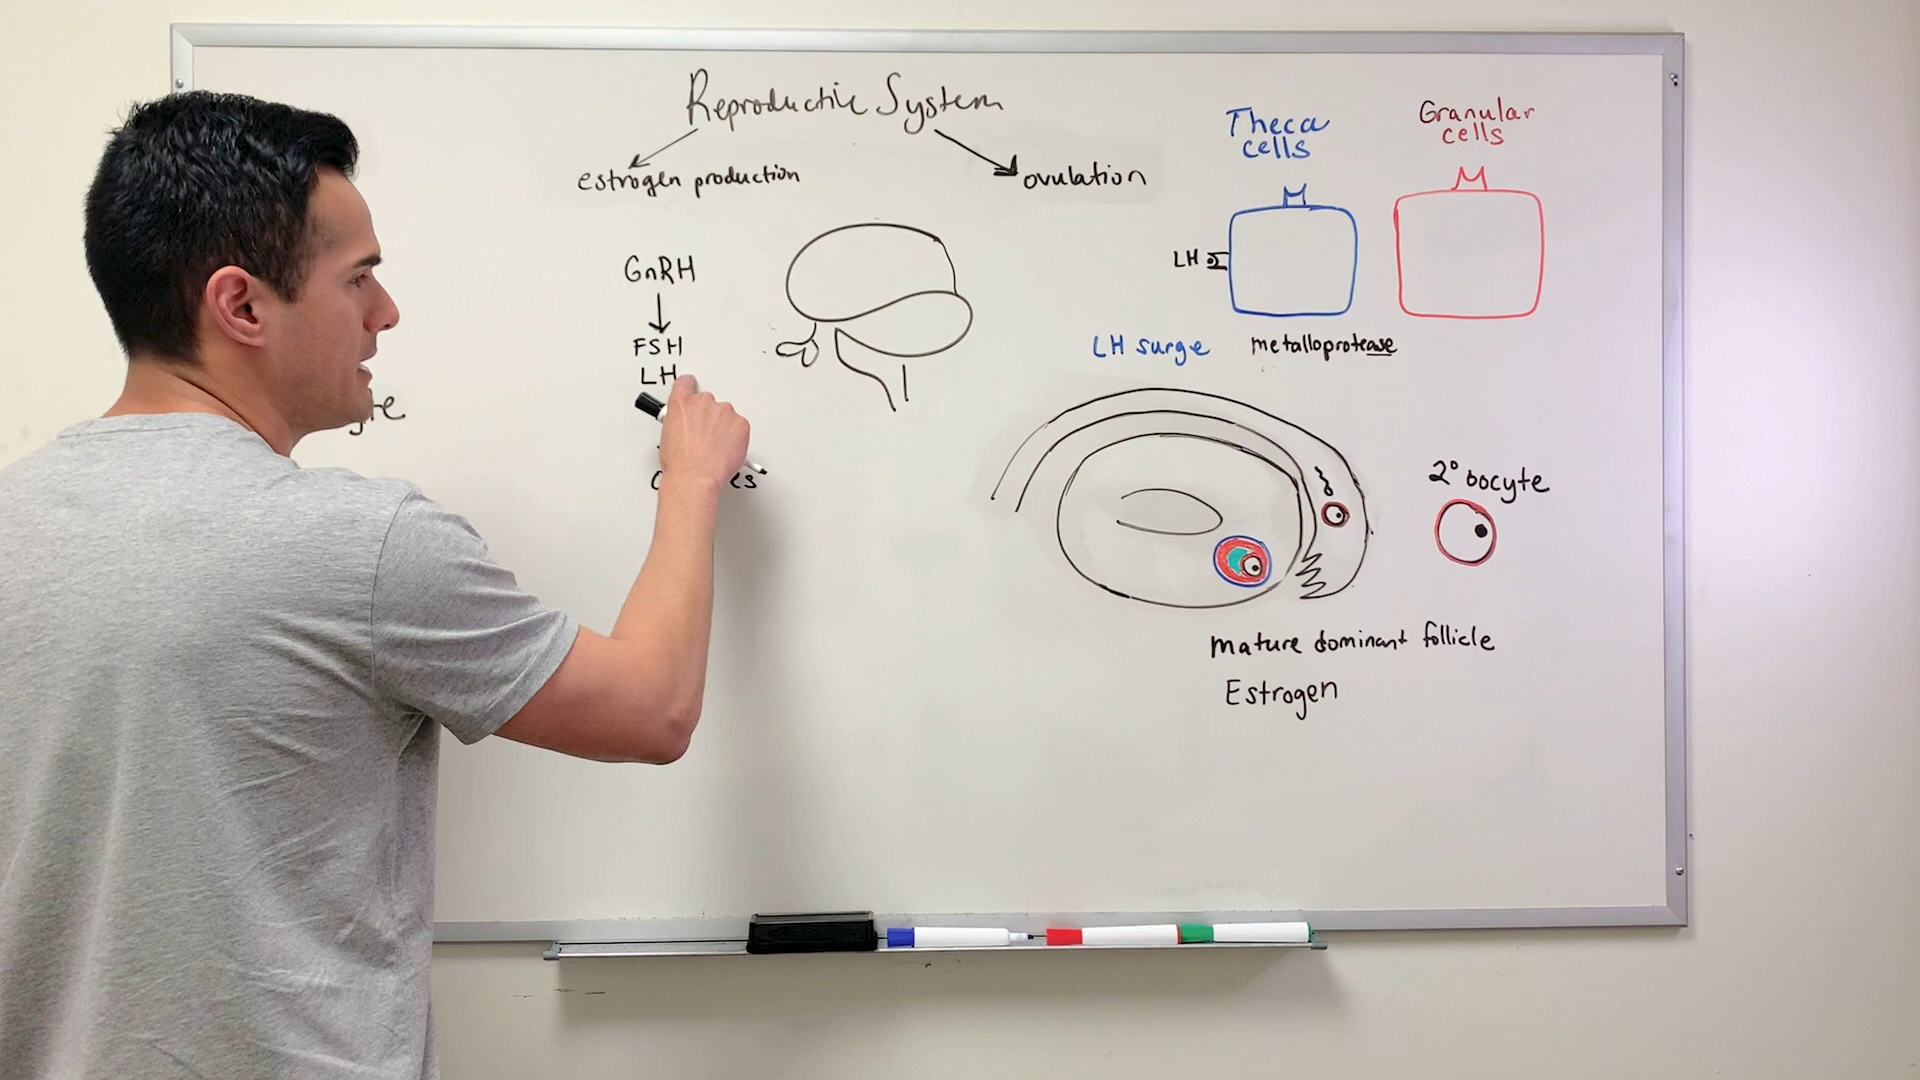 Reproductive System
estrogen production
ovulation
Theca
cells
Granular
cells
GnRH
FSH
LH
LH
LH surge
metalloprotease
2° oocyte
mature dominant follicle
Estrogen